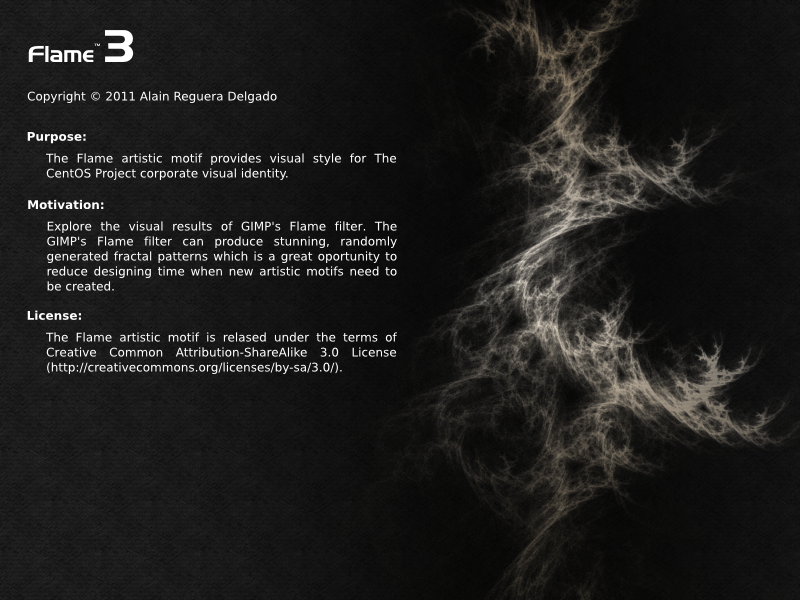 Flame™ 3
Copyright © 2011 Alain Reguera Delgado
Purpose:
The Flame artistic motif provides visual style for The
CentOS Project corporate visual identity.
Motivation:
Explore the visual results of GIMP's Flame filter. The
GIMP's Flame filter can produce stunning, randomly
generated fractal patterns which is a great oportunity to
reduce designing time when new artistic motifs need to
be created.
License:
The Flame artistic motif is relased under the terms of
Creative Common Attribution-ShareAlike 3.0 License
(http://creativecommons.org/licenses/by-sa/3.0/).